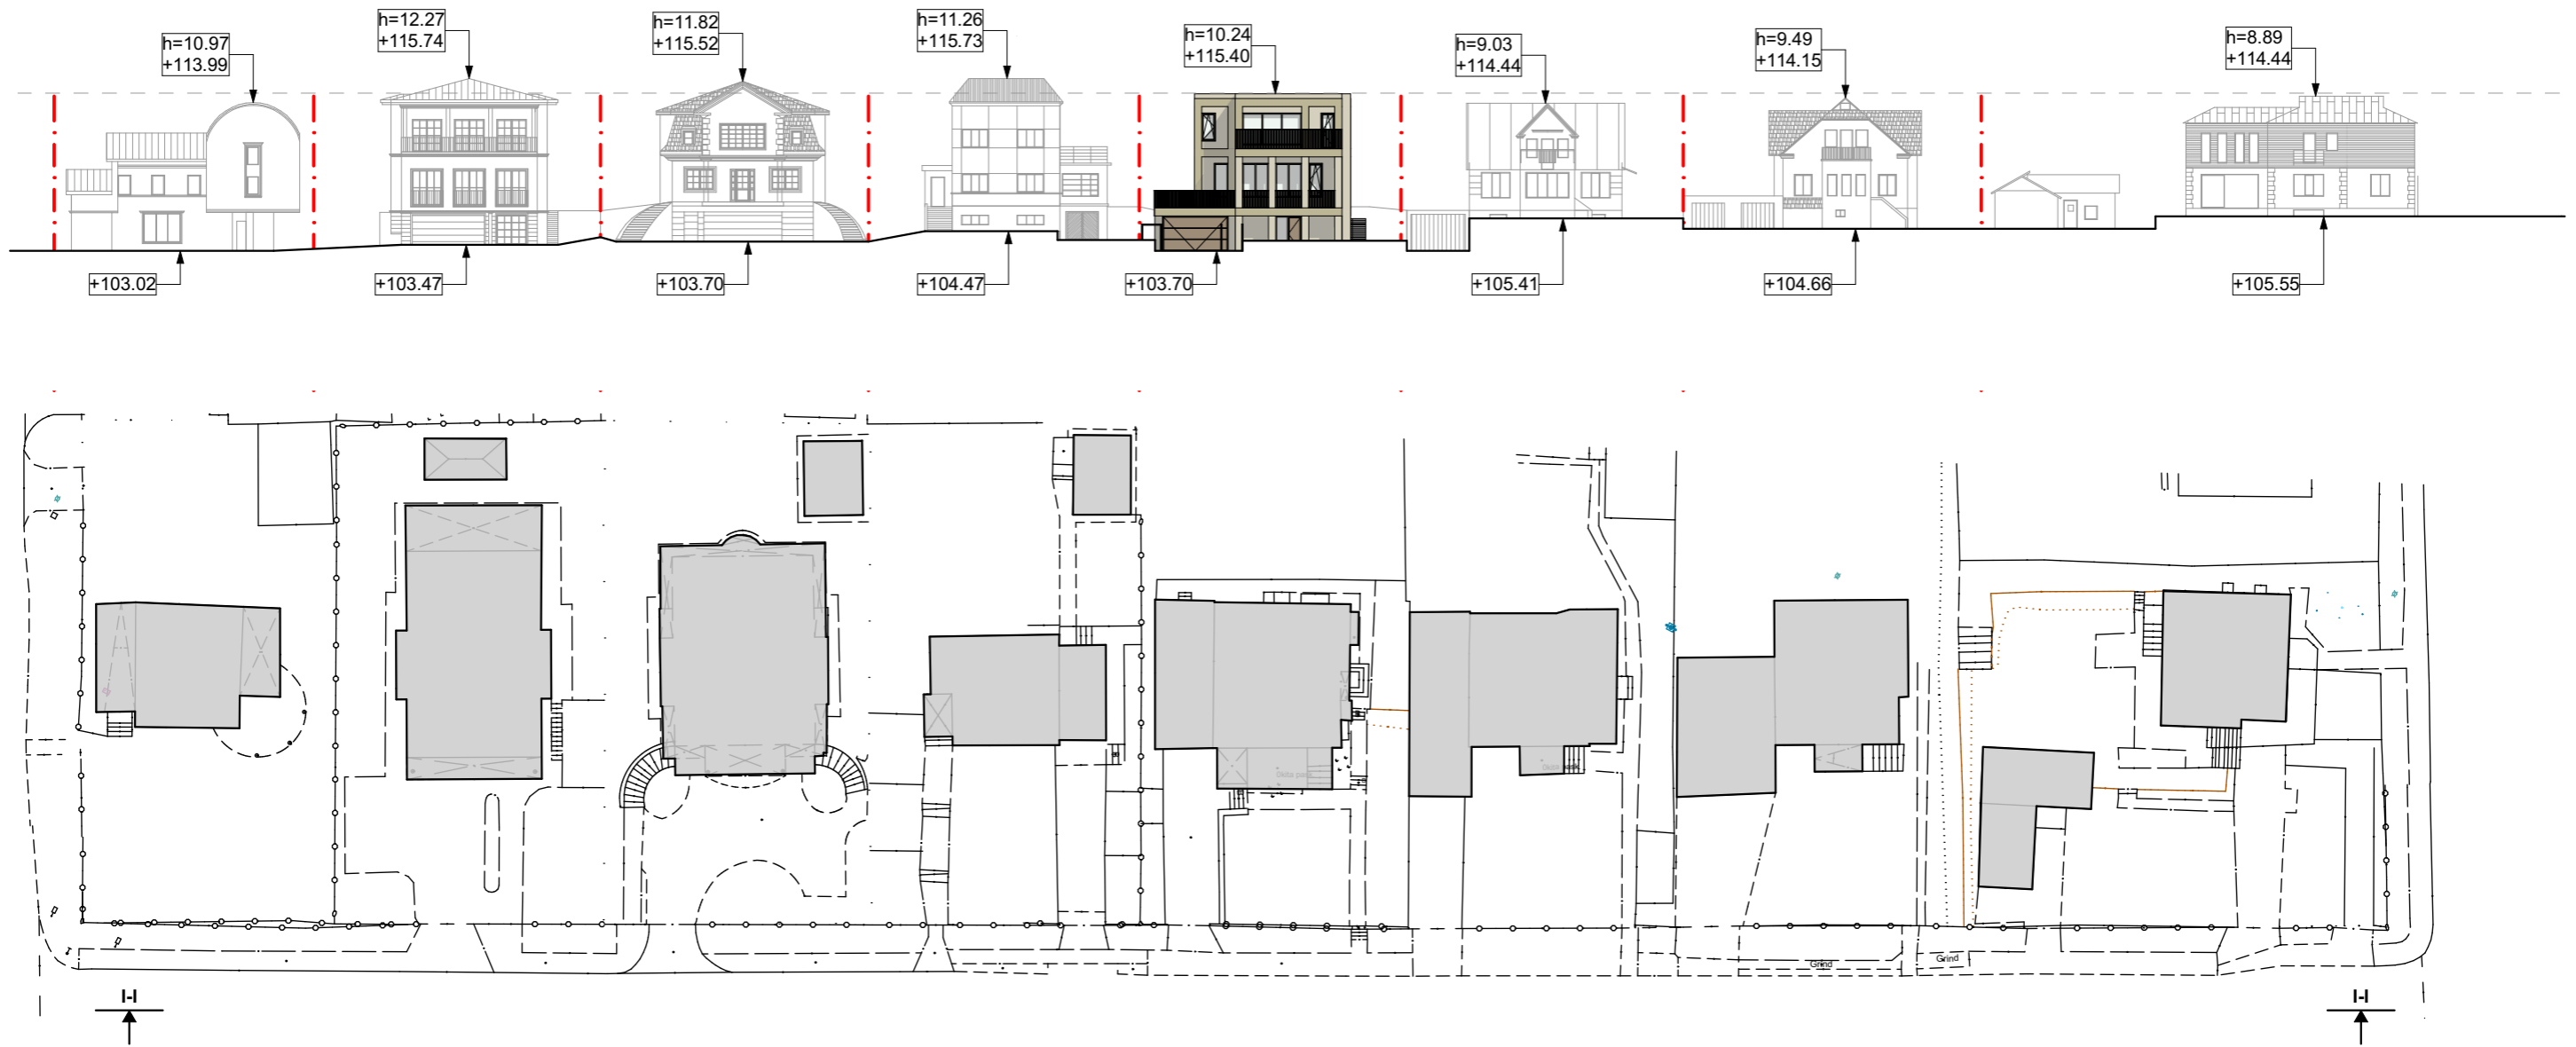 h=10.97
+113.99
h=12.27
+115.74
h=11.82
+115.52
h=11.26
+115.73
h=10.24
+115.40
h=9.03
+114.44
h=9.49
+114.15
h=8.89
+114.44
+103.02
+103.47
+103.70
+104.47
+103.70
+105.41
+104.66
+105.55
Grind
Grind
I-I
I-I